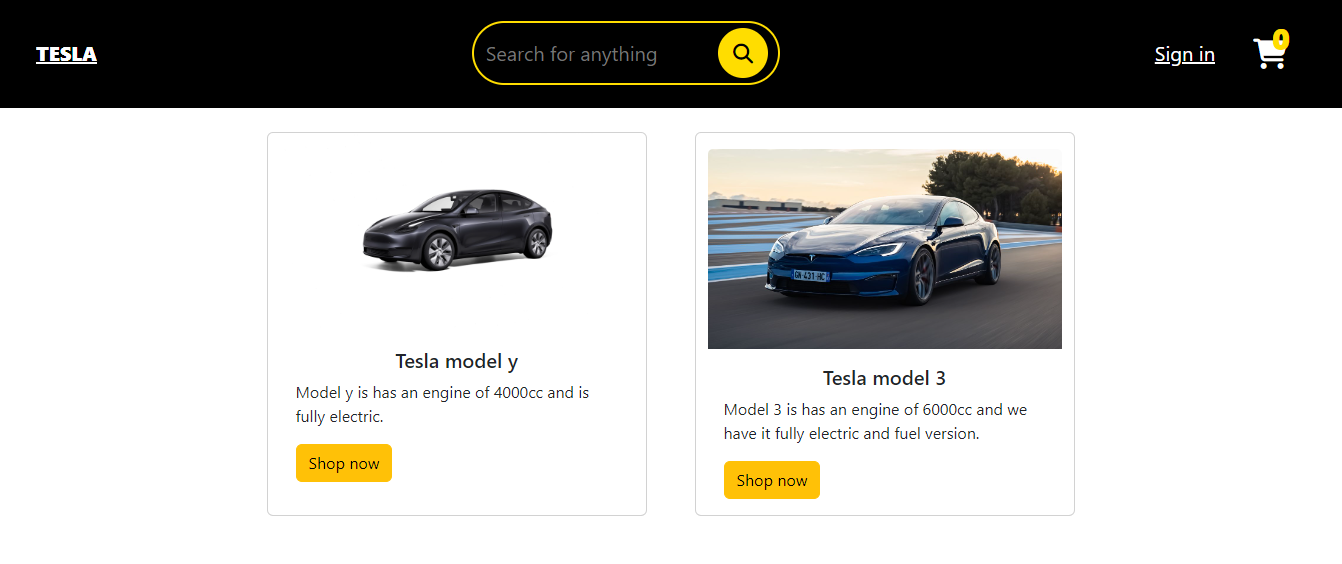 TESLA
Search for anything
Sign in
0
GN-431-HC
Tesla model y
Model y is has an engine of 4000cc and is
fully electric.
Shop now
Tesla model 3
Model 3 is has an engine of 6000cc and we
have it fully electric and fuel version.
Shop now